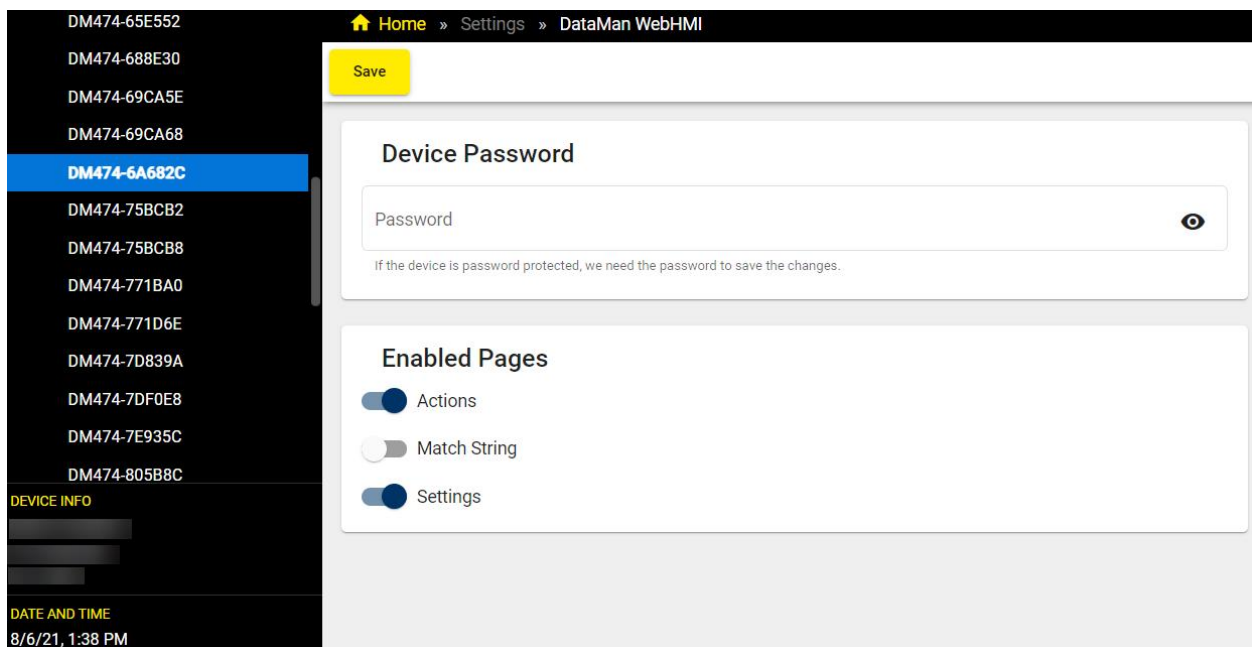 DM474-65E552
DM474-688E30
DM474-69CA5E
DM474-69CA68
DM474-6A682C
DM474-75BCB2
DM474-75BCB8
DM474-771BA0
DM474-771D6E
DM474-7D839A
DM474-7DF0E8
DM474-7E935C
DM474-805B8C
DEVICE INFO
DATE AND TIME
8/6/21, 1:38 PM
Home » Settings » DataMan WebHMI
Save
Device Password
Password
If the device is password protected, we need the password to save the changes.
Enabled Pages
Actions
Match String
Settings